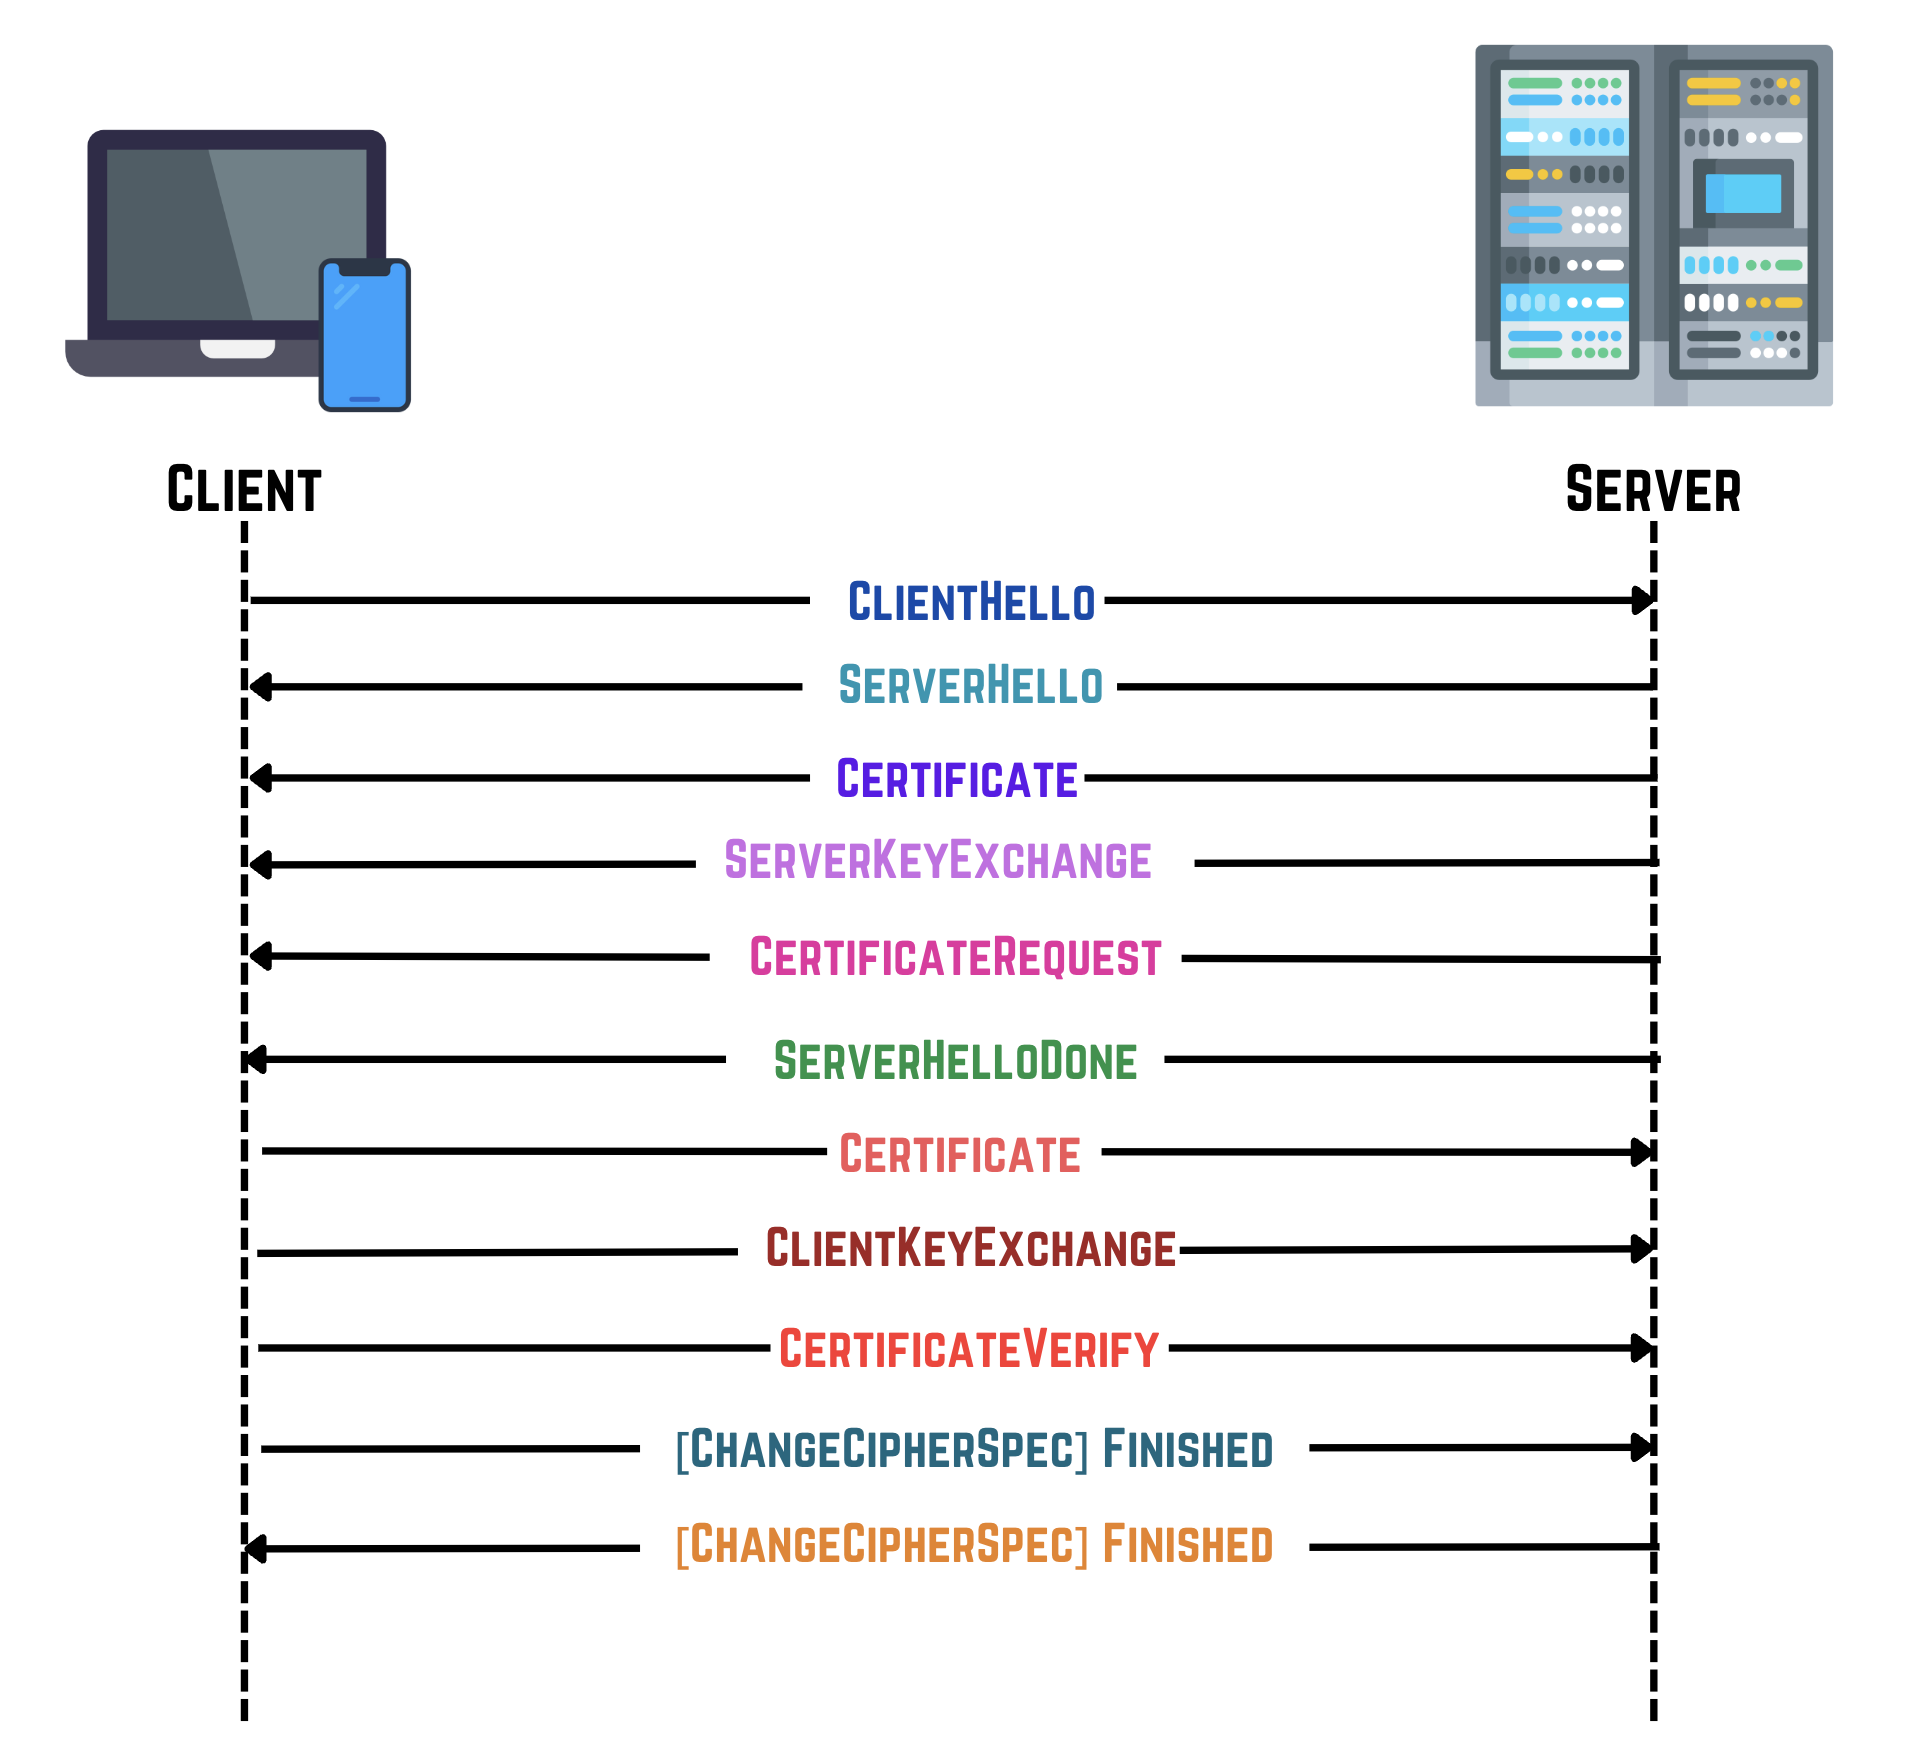 Client
Server
ClientHello
ServerHello
Certificate
ServerKeyExchange
CertificateRequest
ServerHelloDone
Certificate
ClientKeyExchange
CertificateVerify
[ChangeCipherSpec] Finished
[ChangeCipherSpec] Finished